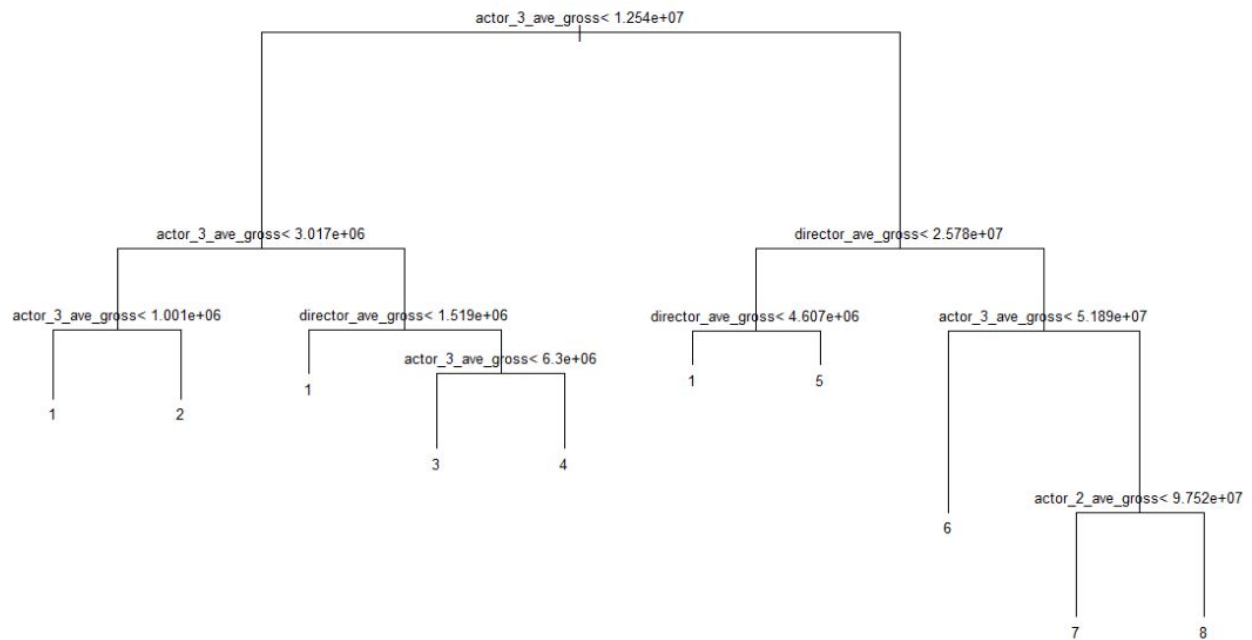 actor_3_ave_gross< 1.254e+07
actor_3_ave_gross< 3.017e+06
director_ave_gross< 2.578e+07
actor_3_ave_gross< 1.001e+06
director_ave_gross< 1.519e+06
director_ave_gross< 4.607e+06
actor_3_ave_gross< 5.189e+07
actor_3_ave_gross< 6.3e+06
1
2
1
1
5
3
4
actor_2_ave_gross< 9.752e+07
6
7
8